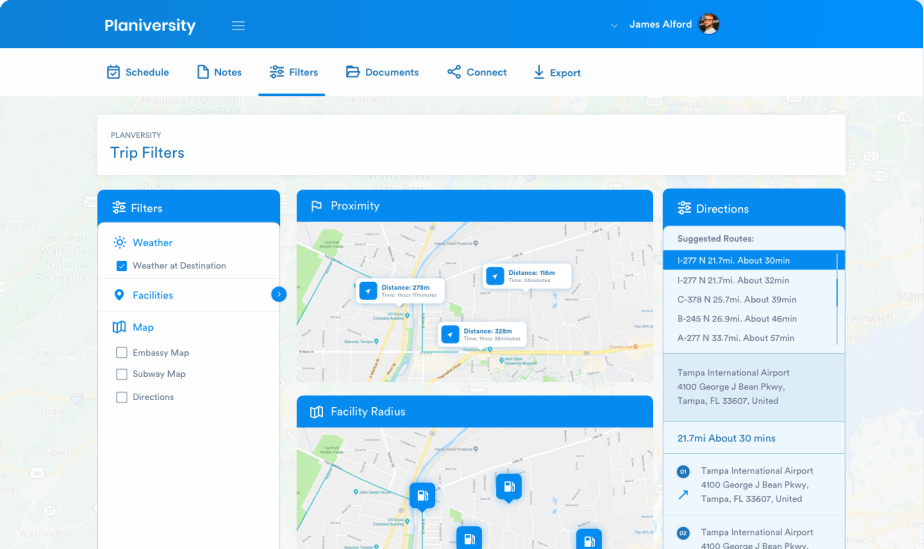 Planiversity
James Alford
Schedule
Notes
Filters
Documents
Connect
Export
PLANVERSITY
Trip Filters
Filters
Weather
Weather at Destination
Facilities
Map
Embassy Map
Subway Map
Directions
Proximity
Distance: 278m
Time: 1hour 17minutes
Distance: 116m
Time: 55minutes
Distance: 328m
Time: 1hour 38minutes
Facility Radius
Directions
Suggested Routes:
I-277 N 21.7mi. About 30min
I-277 N 21.7mi. About 32min
C-378 N 25.7mi. About 39min
B-245 N 26.9mi. About 46min
A-277 N 33.7mi. About 57min
Tampa International Airport
4100 George J Bean Pkwy,
Tampa, FL 33607, United
21.7mi About 30 mins
01
Tampa International Airport
4100 George J Bean Pkwy,
Tampa, FL 33607, United
02
Tampa International Airport
4100 George J Bean Pkwy,